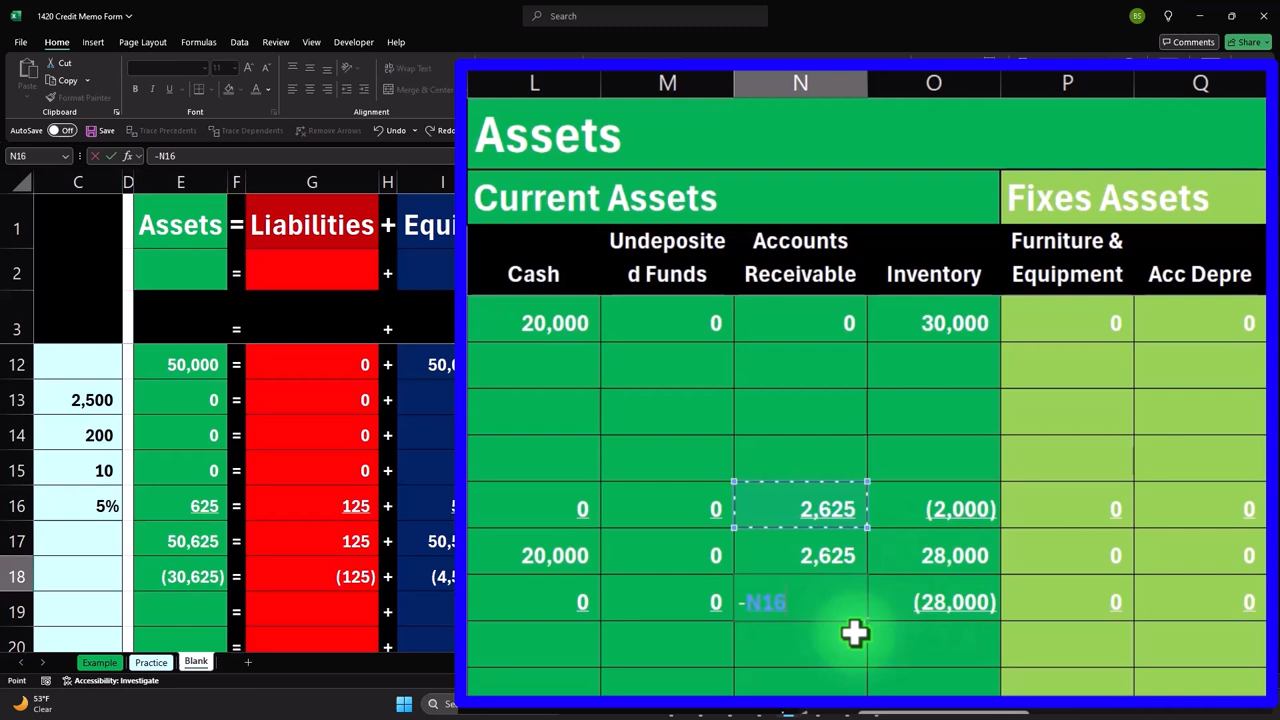 1420 Credit Memo Form
Search
BS
File Home Insert Page Layout Formulas Data Review View Developer Help
Comments Share
Paste
Cut
Copy
Format Painter
Clipboard
11
B I U
Font
Wrap Text
Merge & Center
Alignment
AutoSave Off Save Trace Precedents Trace Dependents Remove Arrows Undo Redo
N16 fx -N16
C D E F G H I
1 Assets = Liabilities + Equi
2 = +
3 = +
12 50,000 = 0 + 50,0
13 2,500 0 = 0 +
14 200 0 = 0 +
15 10 0 = 0 +
16 5% 625 = 125 + 5
17 50,625 = 125 + 50,5
18 (30,625) = (125) + (4,5
19 = +
20 = +
L M N O P Q
Assets
Current Assets Fixes Assets
Cash Undeposite
d Funds Accounts
Receivable Inventory Furniture &
Equipment Acc Depre
20,000 0 0 30,000 0 0
0 0 2,625 (2,000) 0 0
20,000 0 2,625 28,000 0 0
0 0 -N16 (28,000) 0 0
Example Practice Blank +
Point Accessibility: Investigate
53°F
Clear
Se